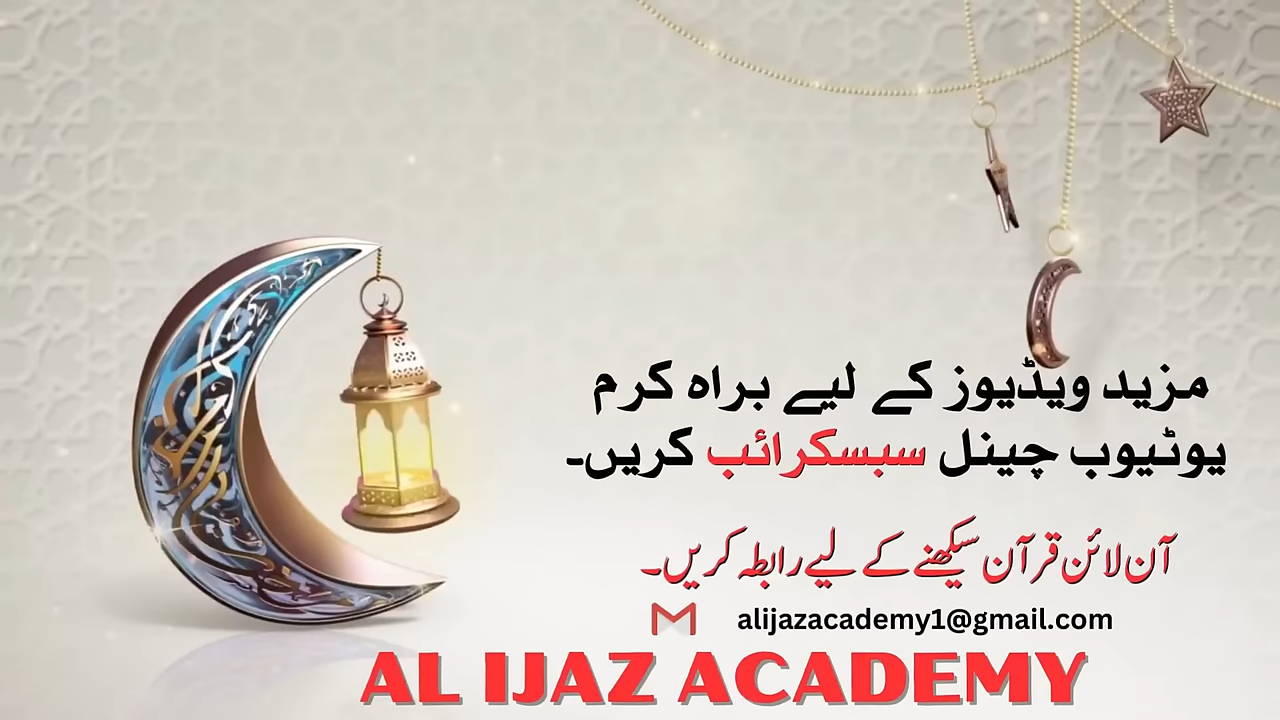 مزید ویڈیوز کے لیے براہ کرم
یوٹیوب چینل سبسکرائب کریں۔
آن لائن قرآن سیکھنے کے لیے رابطہ کریں۔
alijazacademy1@gmail.com
AL IJAZ ACADEMY